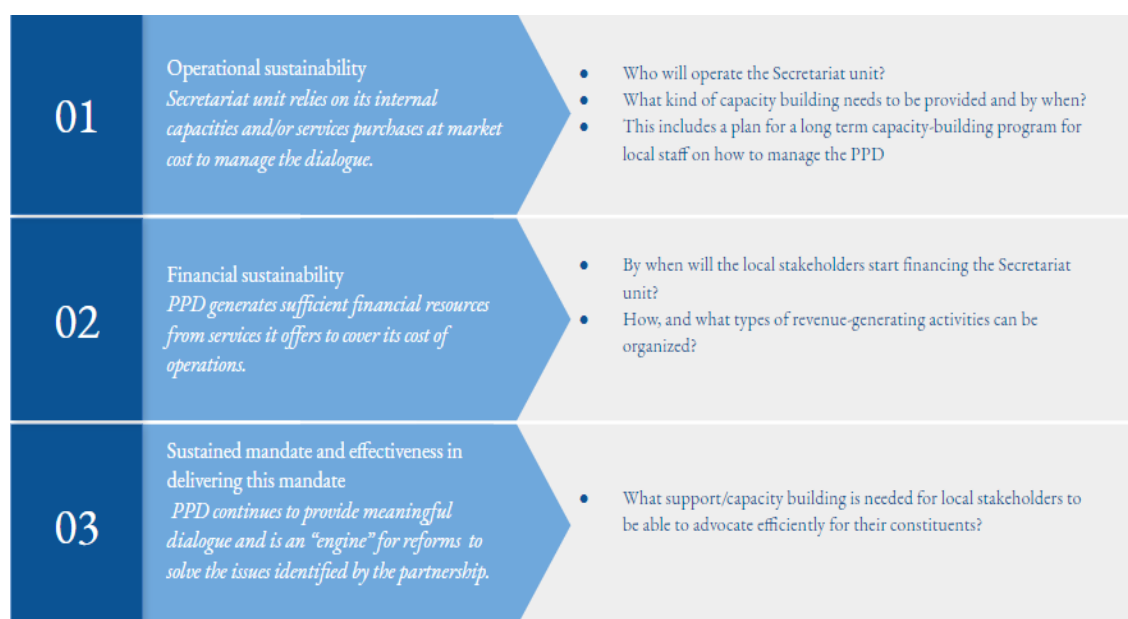 01
Operational sustainability
Secretariat unit relies on its internal
capacities and/or services purchases at market
cost to manage the dialogue.
● Who will operate the Secretariat unit?
● What kind of capacity building needs to be provided and by when?
● This includes a plan for a long term capacity-building program for
local staff on how to manage the PPD
02
Financial sustainability
PPD generates sufficient financial resources
from services it offers to cover its cost of
operations.
● By when will the local stakeholders start financing the Secretariat
unit?
● How, and what types of revenue-generating activities can be
organized?
03
Sustained mandate and effectiveness in
delivering this mandate
PPD continues to provide meaningful
dialogue and is an “engine” for reforms to
solve the issues identified by the partnership.
● What support/capacity building is needed for local stakeholders to
be able to advocate efficiently for their constituents?